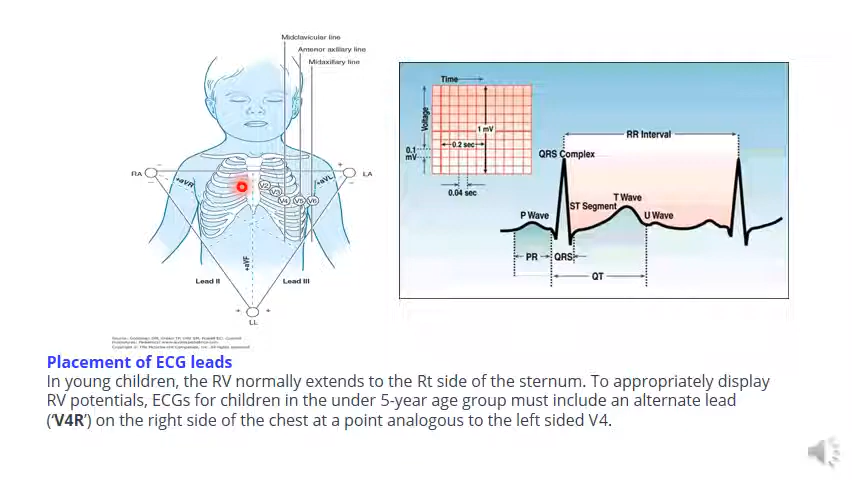 Midclavicular line
Anterior axillary line
Midaxillary line
RA
LA
+aVR
+aVL
V2
V3
V4
V5
V6
+aVF
Lead II
Lead III
LL
Time
Voltage
1 mV
0.2 sec
0.1
mV
0.04 sec
RR Interval
QRS Complex
ST Segment
T Wave
P Wave
U Wave
PR
QRS
QT
Placement of ECG leads
In young children, the RV normally extends to the Rt side of the sternum. To appropriately display
RV potentials, ECGs for children in the under 5-year age group must include an alternate lead
(‘V4R’) on the right side of the chest at a point analogous to the left sided V4.